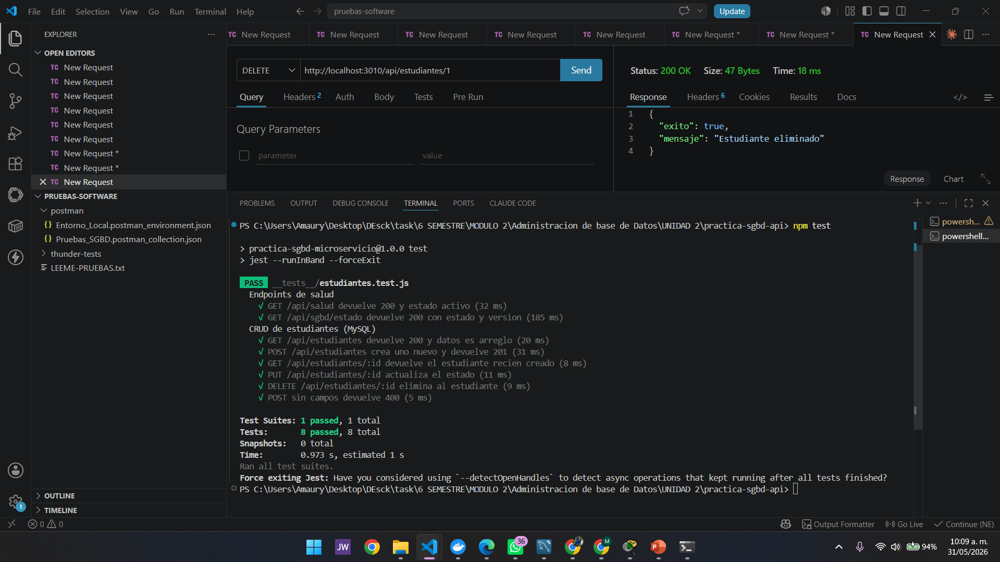 File Edit Selection View Go Run Terminal Help
pruebas-software
Update
EXPLORER
OPEN EDITORS
TC New Request
TC New Request
TC New Request
TC New Request
TC New Request
TC New Request
TC New Request *
TC New Request *
TC New Request
PRUEBAS-SOFTWARE
postman
{} Entorno_Local.postman_environment.json
{} Pruebas_SGBD.postman_collection.json
thunder-tests
LEEME-PRUEBAS.txt
OUTLINE
TIMELINE
TC New Request TC New Request TC New Request TC New Request TC New Request TC New Request * TC New Request * TC New Request
DELETE http://localhost:3010/api/estudiantes/1 Send
Query Headers 2 Auth Body Tests Pre Run
Query Parameters
parameter value
Status: 200 OK Size: 47 Bytes Time: 18 ms
Response Headers 6 Cookies Results Docs </>
1 {
2 "exito": true,
3 "mensaje": "Estudiante eliminado"
4 }
Response Chart
PROBLEMS OUTPUT DEBUG CONSOLE TERMINAL PORTS CLAUDE CODE
powersh...
powershell...
PS C:\Users\Amaury\Desktop\DEsck\task\6 SEMESTRE\MODULO 2\Administracion de base de Datos\UNIDAD 2\practica-sgbd-api> npm test
> practica-sgbd-microservicio@1.0.0 test
> jest --runInBand --forceExit
PASS __tests__/estudiantes.test.js
Endpoints de salud
√ GET /api/salud devuelve 200 y estado activo (32 ms)
√ GET /api/sgbd/estado devuelve 200 con estado y version (185 ms)
CRUD de estudiantes (MySQL)
√ GET /api/estudiantes devuelve 200 y datos es arreglo (20 ms)
√ POST /api/estudiantes crea uno nuevo y devuelve 201 (31 ms)
√ GET /api/estudiantes/:id devuelve el estudiante recien creado (8 ms)
√ PUT /api/estudiantes/:id actualiza el estado (11 ms)
√ DELETE /api/estudiantes/:id elimina al estudiante (9 ms)
√ POST sin campos devuelve 400 (5 ms)
Test Suites: 1 passed, 1 total
Tests: 8 passed, 8 total
Snapshots: 0 total
Time: 0.973 s, estimated 1 s
Ran all test suites.
Force exiting Jest: Have you considered using `--detectOpenHandles` to detect async operations that kept running after all tests finished?
PS C:\Users\Amaury\Desktop\DEsck\task\6 SEMESTRE\MODULO 2\Administracion de base de Datos\UNIDAD 2\practica-sgbd-api>
1
0 0
Output Formatter Go Live Continue (NE)
JW
36
M
P
94%
10:09 a. m.
31/05/2026